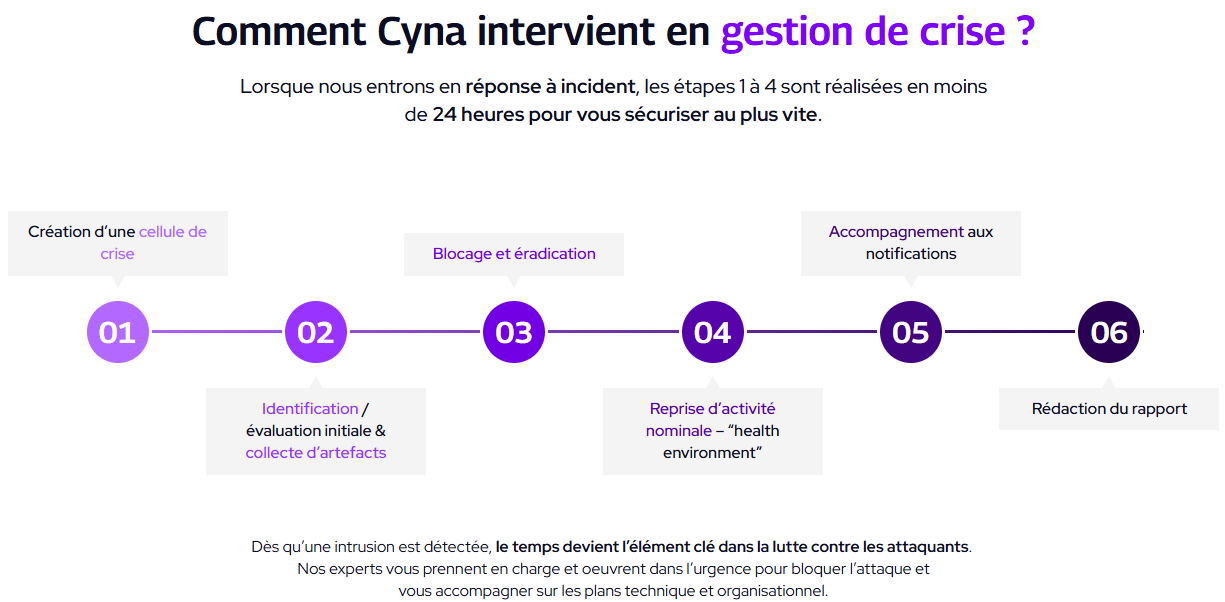 Comment Cyna intervient en gestion de crise ?
Lorsque nous entrons en réponse à incident, les étapes 1 à 4 sont réalisées en moins
de 24 heures pour vous sécuriser au plus vite.
Création d’une cellule de
crise
Blocage et éradication
Accompagnement aux
notifications
01
02
03
04
05
06
Identification /
évaluation initiale &
collecte d’artefacts
Reprise d’activité
nominale – “health
environment”
Rédaction du rapport
Dès qu’une intrusion est détectée, le temps devient l’élément clé dans la lutte contre les attaquants.
Nos experts vous prennent en charge et oeuvrent dans l’urgence pour bloquer l’attaque et
vous accompagner sur les plans technique et organisationnel.